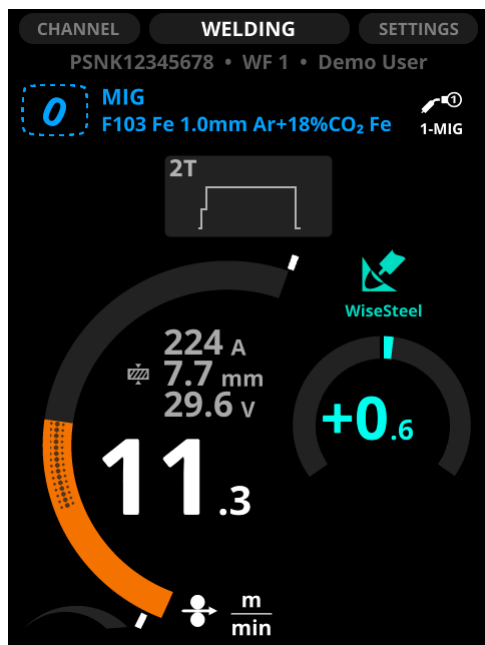 CHANNEL WELDING SETTINGS
PSNK12345678 • WF 1 • Demo User
0
MIG
F103 Fe 1.0mm Ar+18%CO₂ Fe
1
1-MIG
2T
WiseSteel
224 A
7.7 mm
29.6 V
+0.6
11.3
m
min